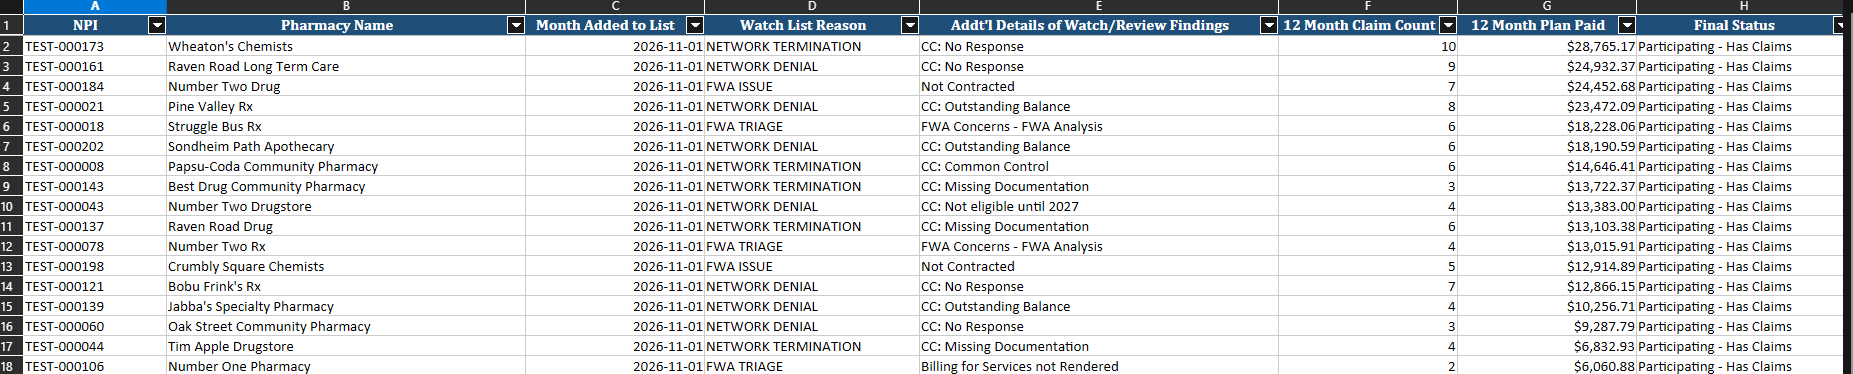 A B C D E F G H
1 NPI Pharmacy Name Month Added to List Watch List Reason Addt'l Details of Watch/Review Findings 12 Month Claim Count 12 Month Plan Paid Final Status
2 TEST-000173 Wheaton's Chemists 2026-11-01 NETWORK TERMINATION CC: No Response 10 $28,765.17 Participating - Has Claims
3 TEST-000161 Raven Road Long Term Care 2026-11-01 NETWORK DENIAL CC: No Response 9 $24,932.37 Participating - Has Claims
4 TEST-000184 Number Two Drug 2026-11-01 FWA ISSUE Not Contracted 7 $24,452.68 Participating - Has Claims
5 TEST-000021 Pine Valley Rx 2026-11-01 NETWORK DENIAL CC: Outstanding Balance 8 $23,472.09 Participating - Has Claims
6 TEST-000018 Struggle Bus Rx 2026-11-01 FWA TRIAGE FWA Concerns - FWA Analysis 6 $18,228.06 Participating - Has Claims
7 TEST-000202 Sondheim Path Apothecary 2026-11-01 NETWORK DENIAL CC: Outstanding Balance 6 $18,190.59 Participating - Has Claims
8 TEST-000008 Papsu-Coda Community Pharmacy 2026-11-01 NETWORK TERMINATION CC: Common Control 6 $14,646.41 Participating - Has Claims
9 TEST-000143 Best Drug Community Pharmacy 2026-11-01 NETWORK TERMINATION CC: Missing Documentation 3 $13,722.37 Participating - Has Claims
10 TEST-000043 Number Two Drugstore 2026-11-01 NETWORK DENIAL CC: Not eligible until 2027 4 $13,383.00 Participating - Has Claims
11 TEST-000137 Raven Road Drug 2026-11-01 NETWORK TERMINATION CC: Missing Documentation 6 $13,103.38 Participating - Has Claims
12 TEST-000078 Number Two Rx 2026-11-01 FWA TRIAGE FWA Concerns - FWA Analysis 4 $13,015.91 Participating - Has Claims
13 TEST-000198 Crumbly Square Chemists 2026-11-01 FWA ISSUE Not Contracted 5 $12,914.89 Participating - Has Claims
14 TEST-000121 Bobu Frink's Rx 2026-11-01 NETWORK DENIAL CC: No Response 7 $12,866.15 Participating - Has Claims
15 TEST-000139 Jabba's Specialty Pharmacy 2026-11-01 NETWORK DENIAL CC: Outstanding Balance 4 $10,256.71 Participating - Has Claims
16 TEST-000060 Oak Street Community Pharmacy 2026-11-01 NETWORK DENIAL CC: No Response 3 $9,287.79 Participating - Has Claims
17 TEST-000044 Tim Apple Drugstore 2026-11-01 NETWORK TERMINATION CC: Missing Documentation 4 $6,832.93 Participating - Has Claims
18 TEST-000106 Number One Pharmacy 2026-11-01 FWA TRIAGE Billing for Services not Rendered 2 $6,060.88 Participating - Has Claims